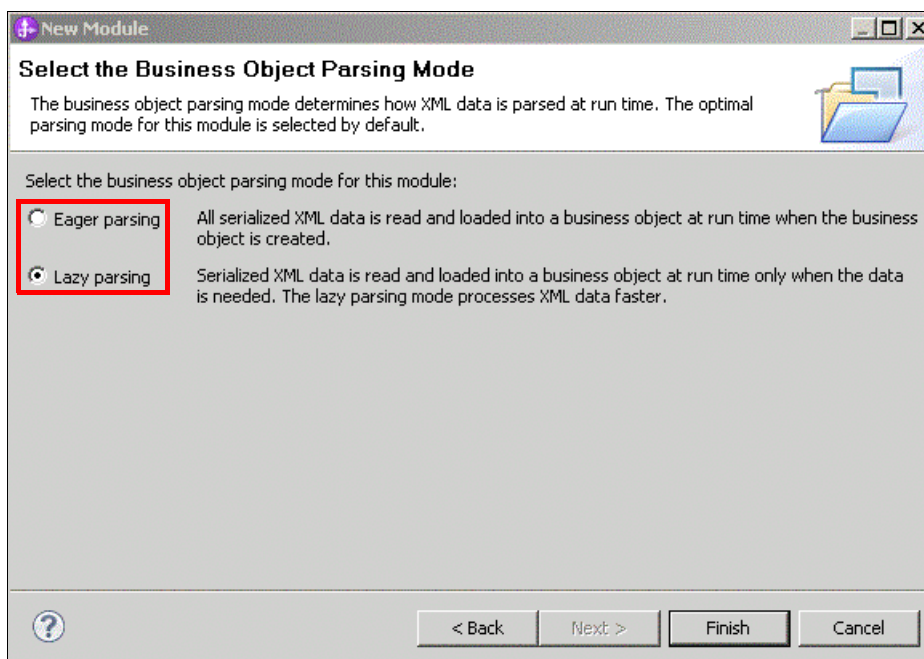 New Module
Select the Business Object Parsing Mode
The business object parsing mode determines how XML data is parsed at run time. The optimal
parsing mode for this module is selected by default.
Select the business object parsing mode for this module:
Eager parsing All serialized XML data is read and loaded into a business object at run time when the business
object is created.
Lazy parsing Serialized XML data is read and loaded into a business object at run time only when the data
is needed. The lazy parsing mode processes XML data faster.
? < Back Next > Finish Cancel